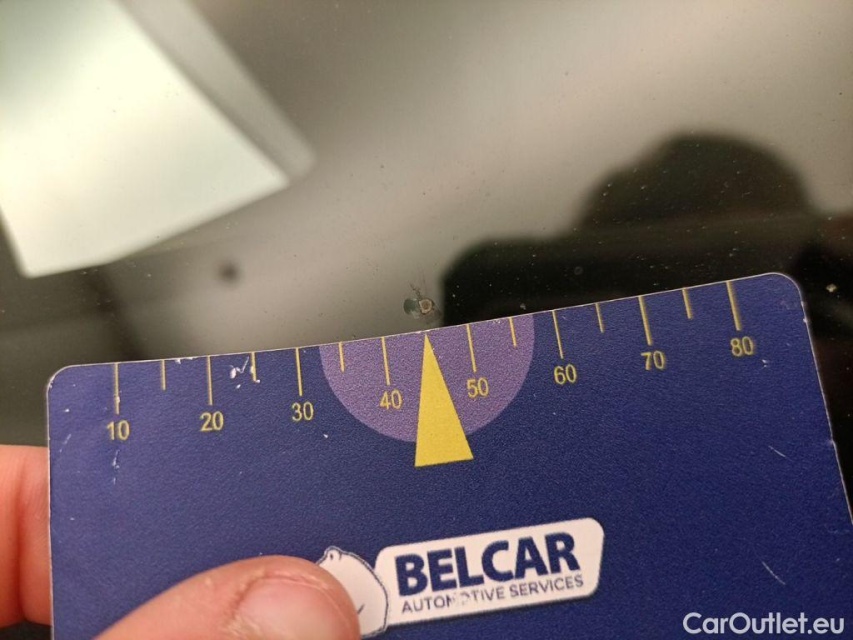 10 20 30 40 50 60 70 80
BELCAR
AUTOMOTIVE SERVICES
CarOutlet.eu